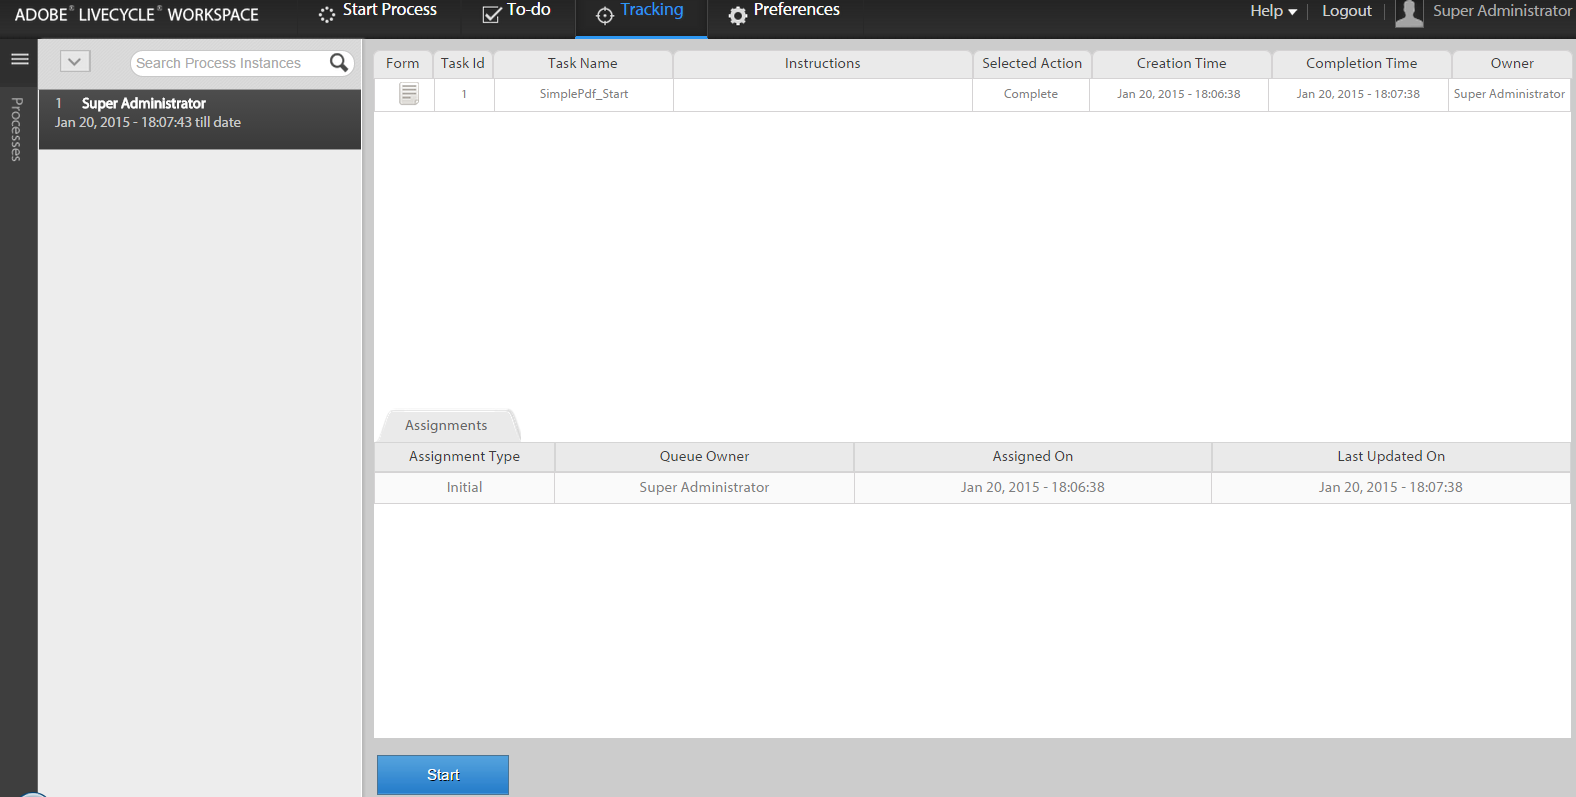 ADOBE® LIVECYCLE® WORKSPACE Start Process To-do Tracking Preferences Help Logout Super Administrator
Search Process Instances
Processes
1 Super Administrator
Jan 20, 2015 - 18:07:43 till date
Form Task Id Task Name Instructions Selected Action Creation Time Completion Time Owner
1 SimplePdf_Start Complete Jan 20, 2015 - 18:06:38 Jan 20, 2015 - 18:07:38 Super Administrator
Assignments
Assignment Type Queue Owner Assigned On Last Updated On
Initial Super Administrator Jan 20, 2015 - 18:06:38 Jan 20, 2015 - 18:07:38
Start